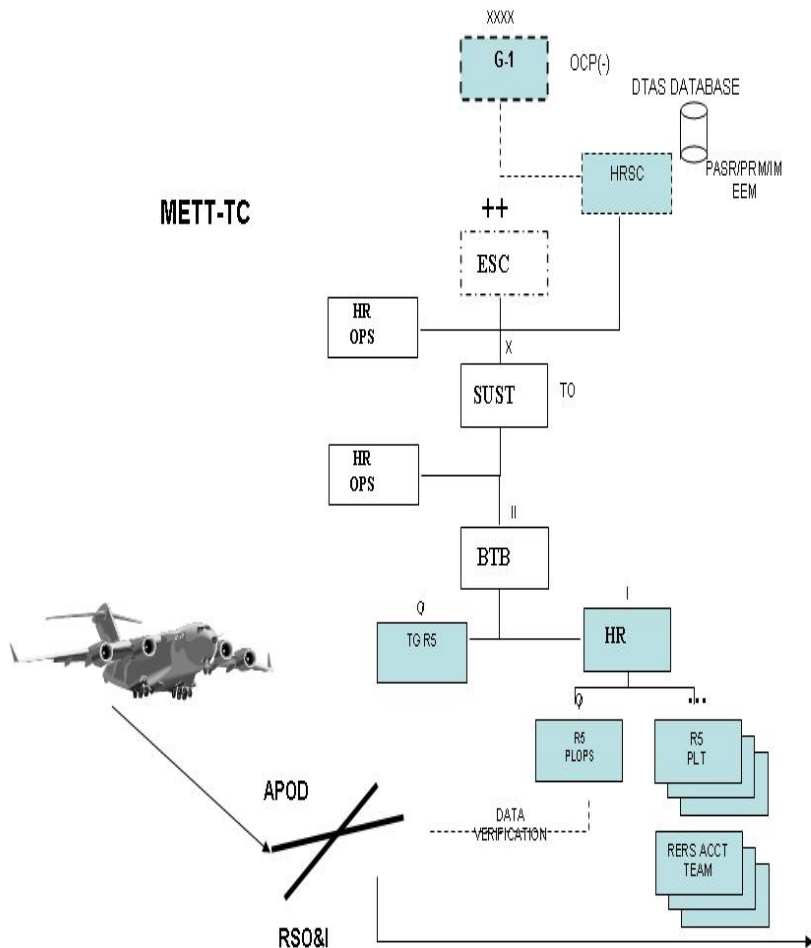 XXXX
G-1
OCP(-)
DTAS DATABASE
HRSC
PASR/PRM/IM
EEM
METT-TC
++
ESC
HR
OPS
X
SUST
TO
HR
OPS
II
BTB
Q
TG R5
I
HR
Q
...
R5
PLOPS
R5
PLT
APOD
DATA
VERIFICATION
RERS ACCT
TEAM
RSO&I